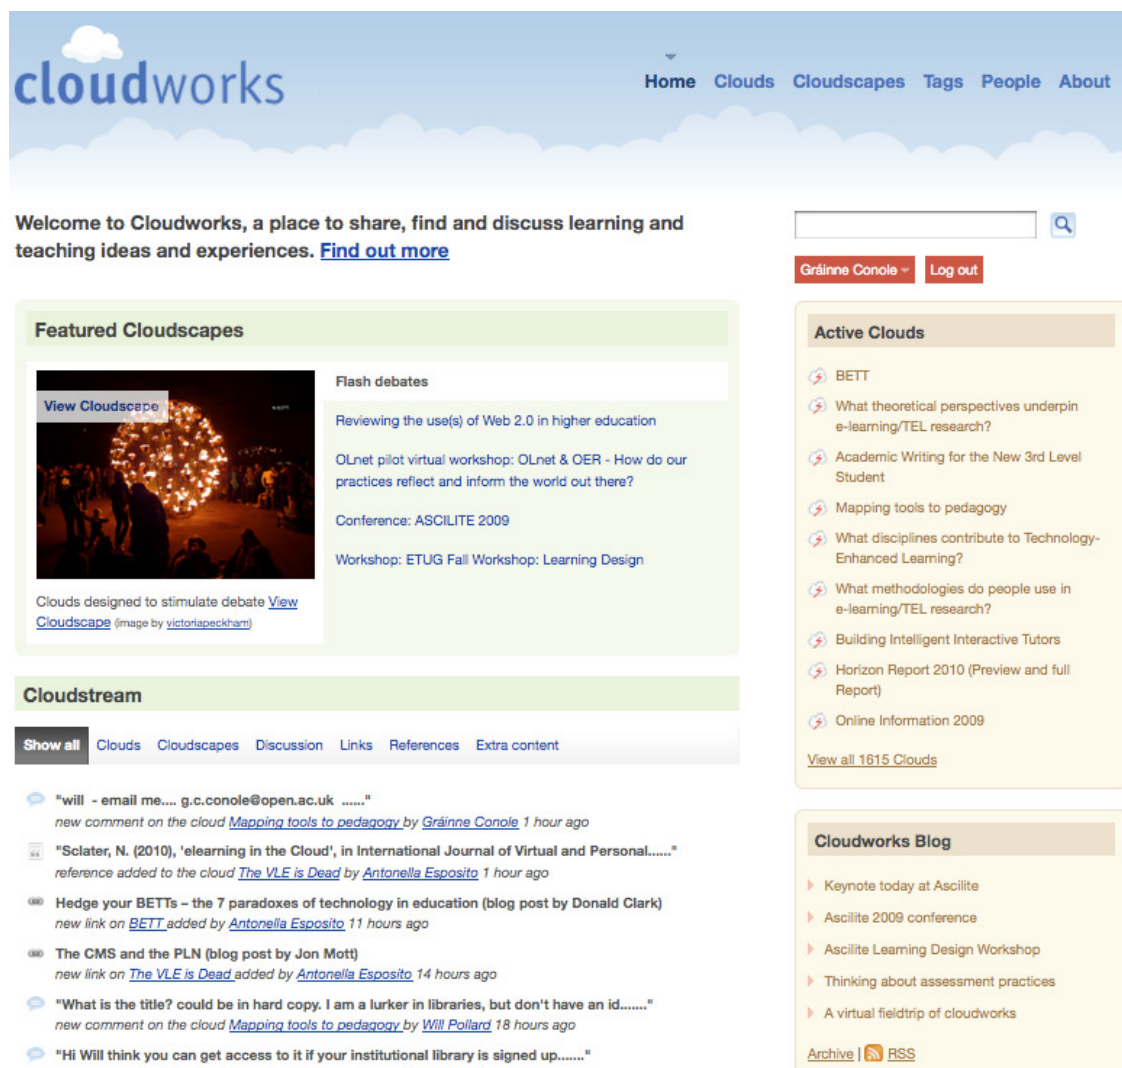 cloudworks
Home Clouds Cloudscapes Tags People About
Welcome to Cloudworks, a place to share, find and discuss learning and
teaching ideas and experiences. Find out more
Gráinne Conole Log out
Featured Cloudscapes
View Cloudscape
Clouds designed to stimulate debate View
Cloudscape (image by victoriapeckham)
Flash debates
Reviewing the use(s) of Web 2.0 in higher education
OLnet pilot virtual workshop: OLnet & OER - How do our
practices reflect and inform the world out there?
Conference: ASCILITE 2009
Workshop: ETUG Fall Workshop: Learning Design
Cloudstream
Show all Clouds Cloudscapes Discussion Links References Extra content
"will - email me.... g.c.conole@open.ac.uk ......"
new comment on the cloud Mapping tools to pedagogy by Gráinne Conole 1 hour ago
"Sclater, N. (2010), 'elearning in the Cloud', in International Journal of Virtual and Personal......"
reference added to the cloud The VLE is Dead by Antonella Esposito 1 hour ago
Hedge your BETTs – the 7 paradoxes of technology in education (blog post by Donald Clark)
new link on BETT added by Antonella Esposito 11 hours ago
The CMS and the PLN (blog post by Jon Mott)
new link on The VLE is Dead added by Antonella Esposito 14 hours ago
"What is the title? could be in hard copy. I am a lurker in libraries, but don't have an id......."
new comment on the cloud Mapping tools to pedagogy by Will Pollard 18 hours ago
"Hi Will think you can get access to it if your institutional library is signed up......."
Active Clouds
BETT
What theoretical perspectives underpin
e-learning/TEL research?
Academic Writing for the New 3rd Level
Student
Mapping tools to pedagogy
What disciplines contribute to Technology-
Enhanced Learning?
What methodologies do people use in
e-learning/TEL research?
Building Intelligent Interactive Tutors
Horizon Report 2010 (Preview and full
Report)
Online Information 2009
View all 1615 Clouds
Cloudworks Blog
Keynote today at Ascilite
Ascilite 2009 conference
Ascilite Learning Design Workshop
Thinking about assessment practices
A virtual fieldtrip of cloudworks
Archive | RSS